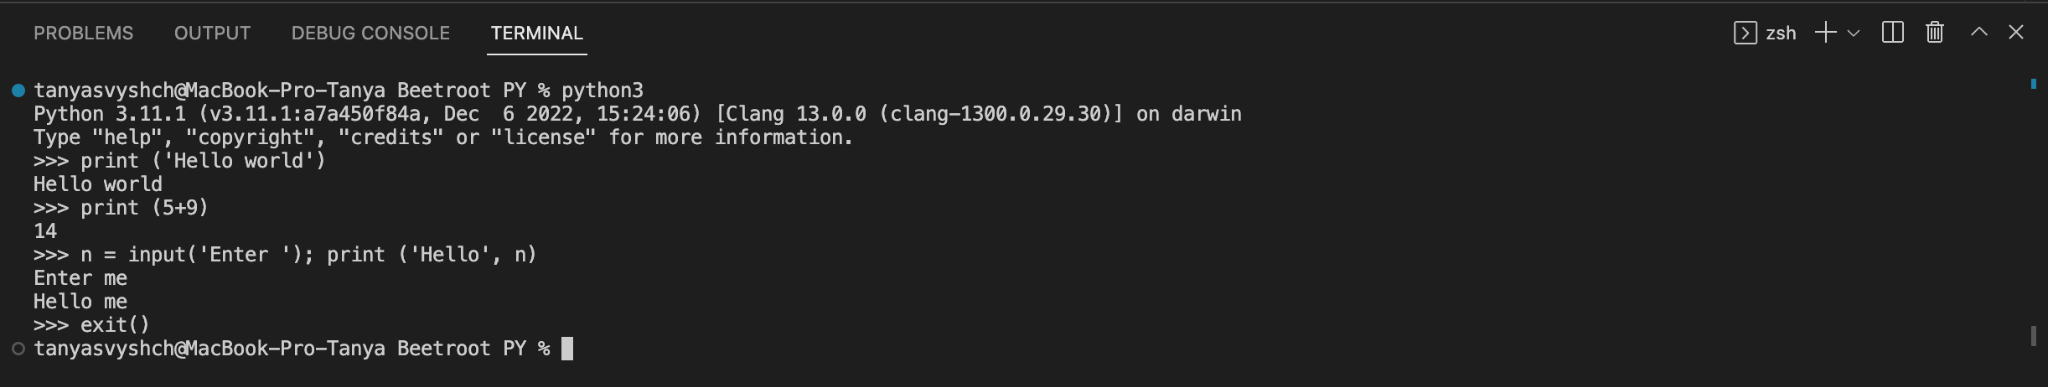 PROBLEMS OUTPUT DEBUG CONSOLE TERMINAL zsh
tanyasvyshch@MacBook-Pro-Tanya Beetroot PY % python3
Python 3.11.1 (v3.11.1:a7a450f84a, Dec  6 2022, 15:24:06) [Clang 13.0.0 (clang-1300.0.29.30)] on darwin
Type "help", "copyright", "credits" or "license" for more information.
>>> print ('Hello world')
Hello world
>>> print (5+9)
14
>>> n = input('Enter '); print ('Hello', n)
Enter me
Hello me
>>> exit()
tanyasvyshch@MacBook-Pro-Tanya Beetroot PY %